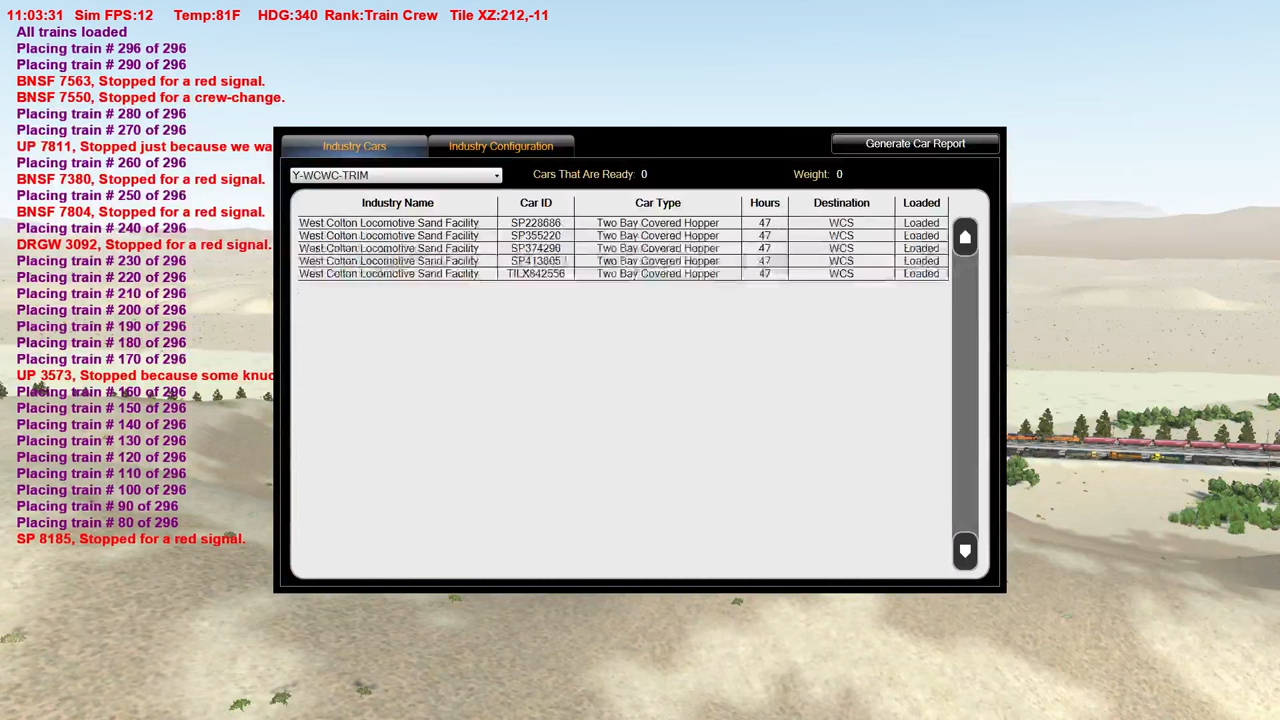 11:03:31 Sim FPS:12 Temp:81F HDG:340 Rank:Train Crew Tile XZ:212,-11
All trains loaded
Placing train # 296 of 296
Placing train # 290 of 296
BNSF 7563, Stopped for a red signal.
BNSF 7550, Stopped for a crew-change.
Placing train # 280 of 296
Placing train # 270 of 296
UP 7811, Stopped just because we wa
Placing train # 260 of 296
BNSF 7380, Stopped for a red signal.
Placing train # 250 of 296
BNSF 7804, Stopped for a red signal.
Placing train # 240 of 296
DRGW 3092, Stopped for a red signal.
Placing train # 230 of 296
Placing train # 220 of 296
Placing train # 210 of 296
Placing train # 200 of 296
Placing train # 190 of 296
Placing train # 180 of 296
Placing train # 170 of 296
UP 3573, Stopped because some knuc
Placing train # 160 of 296
Placing train # 150 of 296
Placing train # 140 of 296
Placing train # 130 of 296
Placing train # 120 of 296
Placing train # 110 of 296
Placing train # 100 of 296
Placing train # 90 of 296
Placing train # 80 of 296
SP 8185, Stopped for a red signal.
Industry Cars Industry Configuration Generate Car Report
Y-WCWC-TRIM Cars That Are Ready: 0 Weight: 0
Industry Name Car ID Car Type Hours Destination Loaded
West Colton Locomotive Sand Facility SP228686 Two Bay Covered Hopper 47 WCS Loaded
West Colton Locomotive Sand Facility SP355220 Two Bay Covered Hopper 47 WCS Loaded
West Colton Locomotive Sand Facility SP374290 Two Bay Covered Hopper 47 WCS Loaded
West Colton Locomotive Sand Facility SP413805 Two Bay Covered Hopper 47 WCS Loaded
West Colton Locomotive Sand Facility TILX642556 Two Bay Covered Hopper 47 WCS Loaded